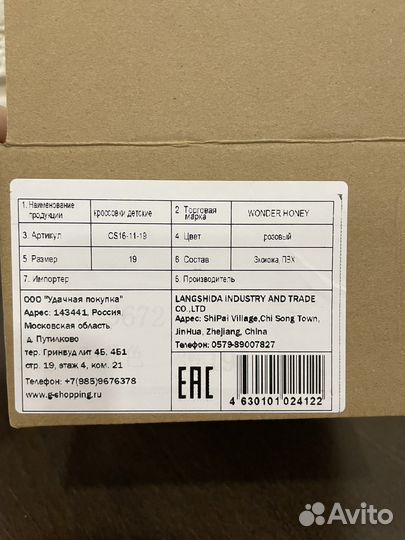 1. Наименование продукции
кроссовки детские
2. Торговая марка
WONDER HONEY
3. Артикул
CS16-11-19
4. Цвет
розовый
5 Размер
19
6. Состав
Экокожа, ПВХ
7. Импортер
8. Производитель
ООО "Удачная покупка"
Адрес: 143441, Россия
Московская область
д. Путилково
тер. Гринвуд лит 4Б, 4Б1
стр. 19, этаж 4, ком. 21
Телефон: +7(985)9676378
www.g-shopping.ru
LANGSHIDA INDUSTRY AND TRADE
CO.,LTD
Адрес: ShiPai Village,Chi Song Town,
JinHua, Zhejiang, China
Телефон: 0579-89007827
EAC
4 630101 024122
Avito